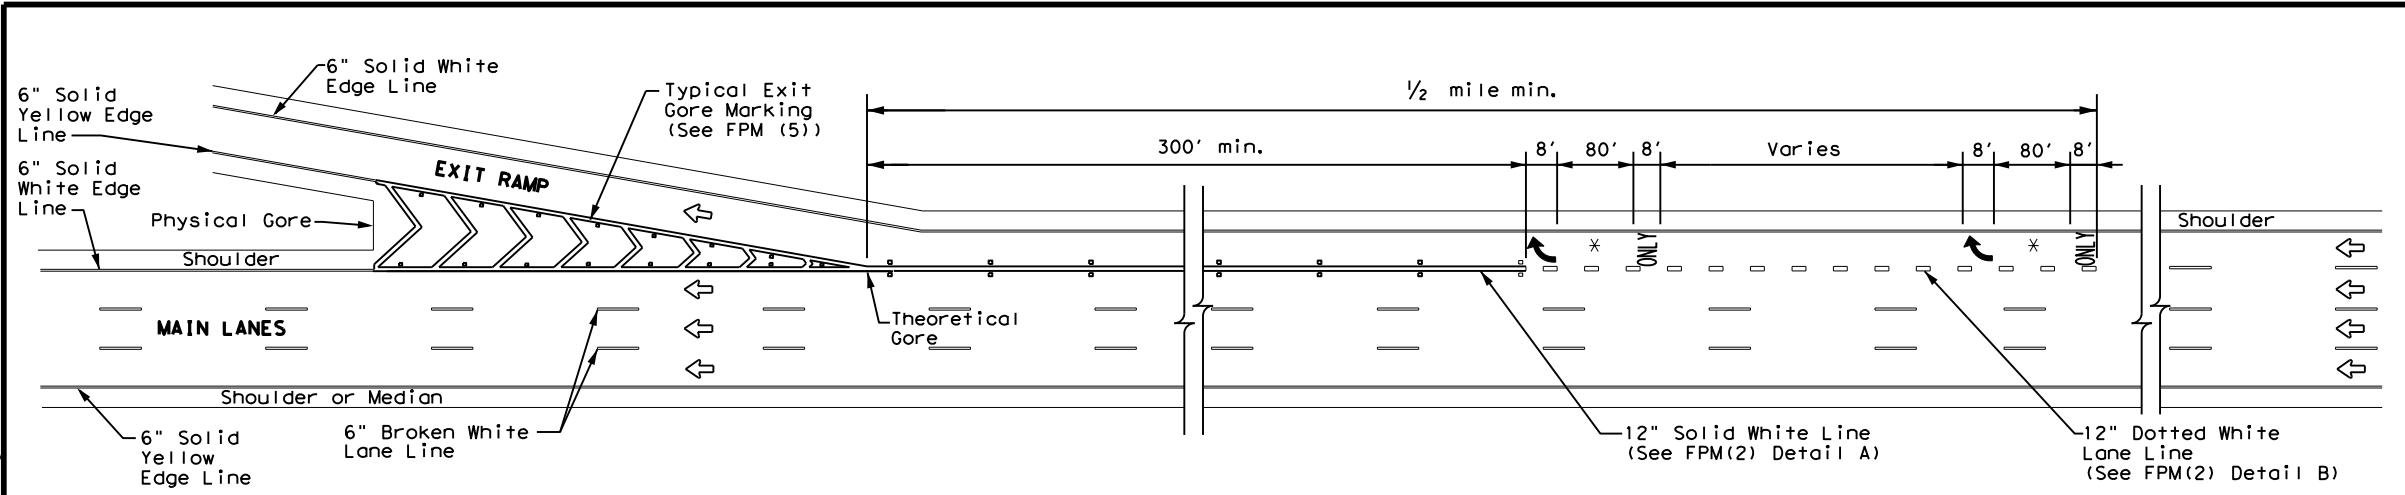 6" Solid White
Edge Line
6" Solid
Yellow Edge
Line
6" Solid
White Edge
Line
Typical Exit
Gore Marking
(See FPM (5))
½ mile min.
300' min.
8'
80'
8'
Varies
8'
80'
8'
EXIT RAMP
Physical Gore
Shoulder
Shoulder
*
ONLY
*
ONLY
MAIN LANES
Theoretical
Gore
Shoulder or Median
6" Solid
Yellow
Edge Line
6" Broken White
Lane Line
12" Solid White Line
(See FPM(2) Detail A)
12" Dotted White
Lane Line
(See FPM(2) Detail B)